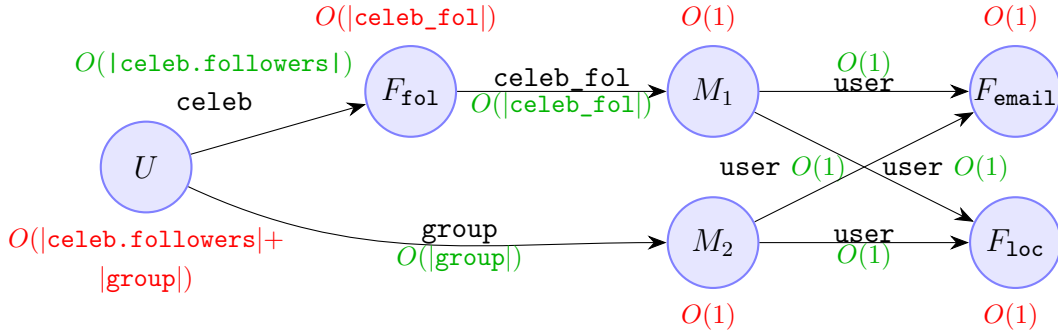 O(|celeb_fol|)
O(1)
O(1)
O(|celeb.followers|)
celeb
F_fol
celeb_fol
O(|celeb_fol|)
M_1
O(1)
user
F_email
U
user O(1)
user O(1)
O(|celeb.followers|+
|group|)
group
O(|group|)
M_2
user
O(1)
F_loc
O(1)
O(1)